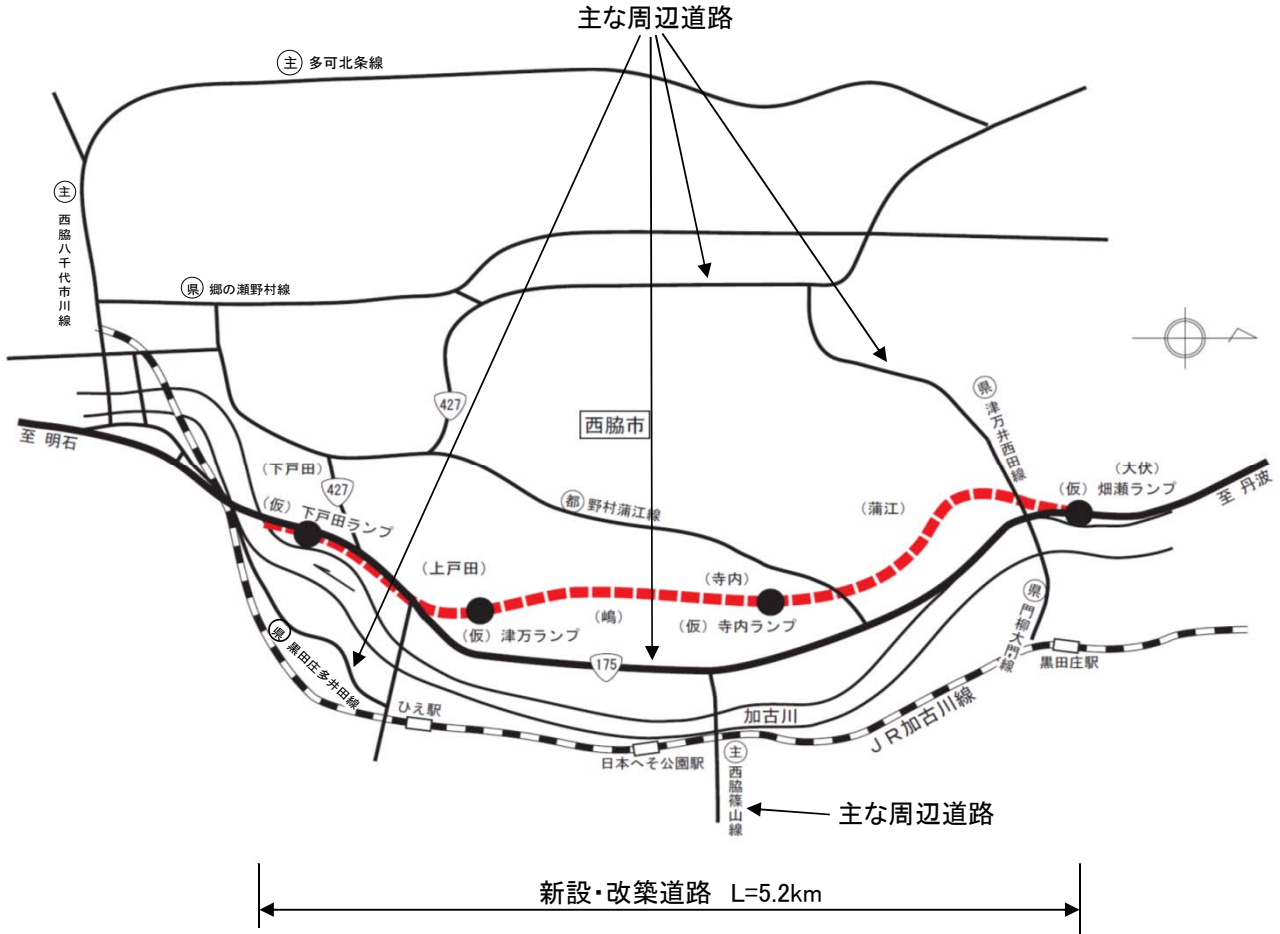 主な周辺道路
主 多可北条線
主 西脇八千代市川線
県 郷の瀬野村線
427
西脇市
県 津万井西田線
至 明石
(下戸田)
427
(仮) 下戸田ランプ
都 野村蒲江線
(蒲江)
(大伏)
(仮) 畑瀬ランプ
至 丹波
(上戸田)
(寺内)
(嶋)
(仮) 津万ランプ
(仮) 寺内ランプ
県 門柳大門線
県 黒田庄多井田線
175
黒田庄駅
ひえ駅
加古川
JR加古川線
日本へそ公園駅
主 西脇篠山線
主な周辺道路
新設・改築道路 L=5.2km